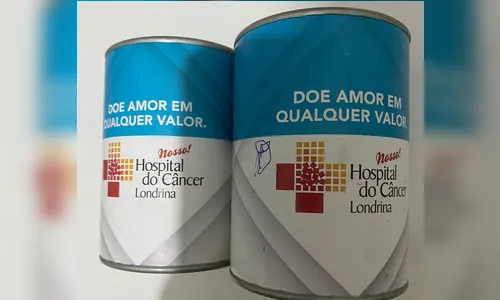 DOE AMOR EM
QUALQUER VALOR.
Nosso!
Hospital
do Câncer
Londrina
DOE AMOR EM
QUALQUER VALOR.
Nosso!
Hospital
do Câncer
Londrina